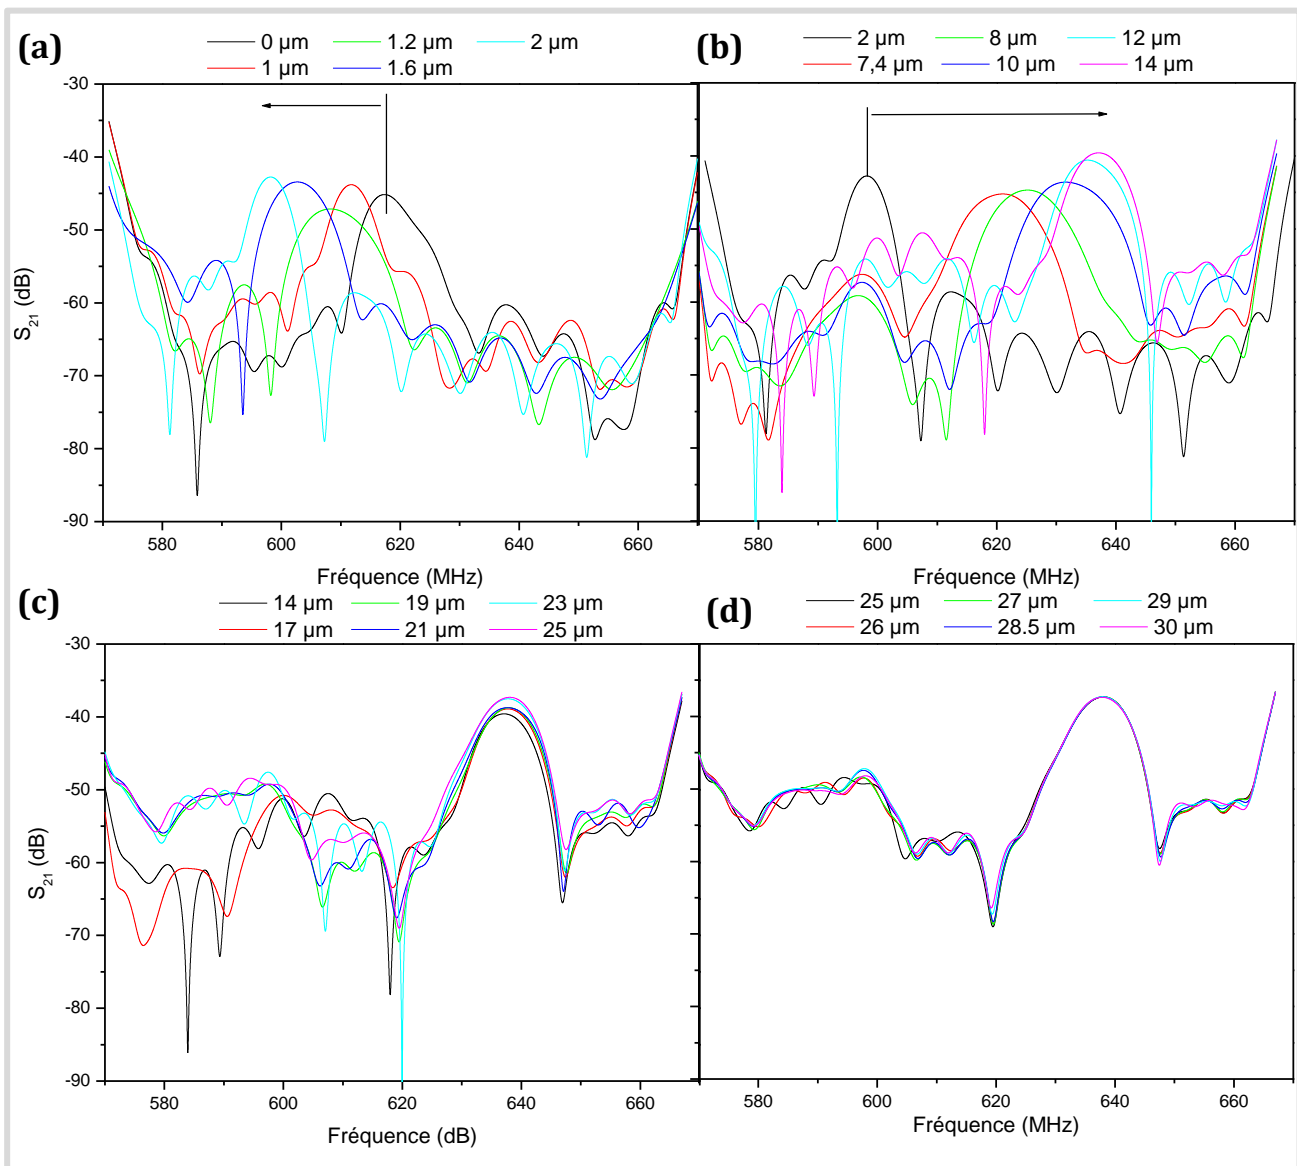 (a)
0 µm 1.2 µm 2 µm
1 µm 1.6 µm
-30
-40
-50
-60
-70
-80
-90
S21 (dB)
580 600 620 640 660
Fréquence (MHz)
(b)
2 µm 8 µm 12 µm
7,4 µm 10 µm 14 µm
580 600 620 640 660
Fréquence (MHz)
(c)
14 µm 19 µm 23 µm
17 µm 21 µm 25 µm
-30
-40
-50
-60
-70
-80
-90
S21 (dB)
580 600 620 640 660
Fréquence (dB)
(d)
25 µm 27 µm 29 µm
26 µm 28.5 µm 30 µm
580 600 620 640 660
Fréquence (MHz)